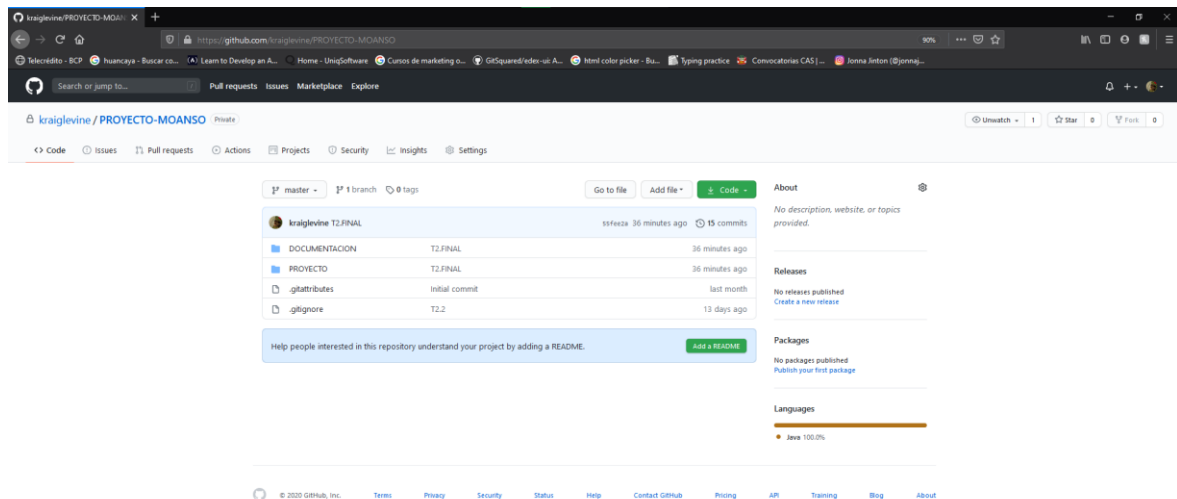 kraiglevine/PROYECTO-MOAN
https://github.com/kraiglevine/PROYECTO-MOANSO 90%
Telecrédito - BCP huancaya - Buscar co... Learn to Develop an A... Home - UniqSoftware Cursos de marketing o... GitSquared/edex-ui: A... html color picker - Bu... Typing practice Convocatorias CAS | ... Jonna Jinton (@jonnaj...
Search or jump to... / Pull requests Issues Marketplace Explore
kraiglevine / PROYECTO-MOANSO Private Unwatch 1 Star 0 Fork 0
Code Issues Pull requests Actions Projects Security Insights Settings
master 1 branch 0 tags Go to file Add file Code
kraiglevine T2.FINAL 36 minutes ago 15 commits
DOCUMENTACION T2.FINAL 36 minutes ago
PROYECTO T2.FINAL 36 minutes ago
.gitattributes Initial commit last month
.gitignore T2.2 13 days ago
Help people interested in this repository understand your project by adding a README. Add a README
About
No description, website, or topics
provided.
Releases
No releases published
Create a new release
Packages
No packages published
Publish your first package
Languages
Java 100.0%
© 2020 GitHub, Inc. Terms Privacy Security Status Help Contact GitHub Pricing API Training Blog About